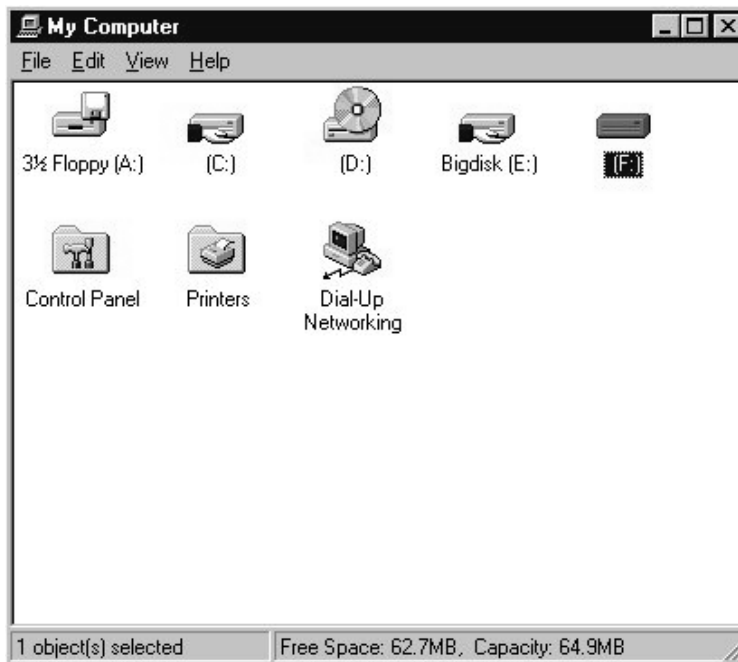 My Computer
File Edit View Help
3½ Floppy (A:) (C:) (D:) Bigdisk (E:) (F:)
Control Panel Printers Dial-Up
Networking
1 object(s) selected Free Space: 62.7MB, Capacity: 64.9MB